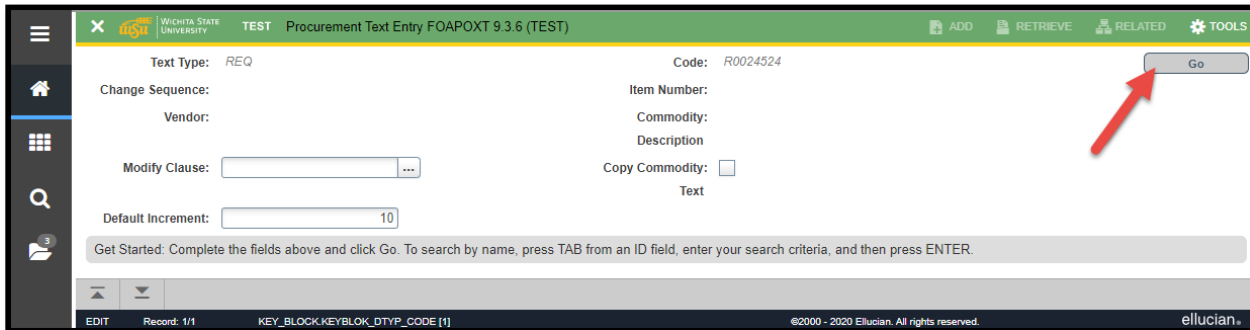 WSU WICHITA STATE UNIVERSITY TEST Procurement Text Entry FOAPOXT 9.3.6 (TEST) ADD RETRIEVE RELATED TOOLS
Text Type: REQ Code: R0024524 Go
Change Sequence: Item Number:
Vendor: Commodity:
Description
Modify Clause: ... Copy Commodity:
Text
Default Increment: 10
3
Get Started: Complete the fields above and click Go. To search by name, press TAB from an ID field, enter your search criteria, and then press ENTER.
EDIT Record: 1/1 KEY_BLOCK.KEYBLOK_DTYP_CODE [1] ©2000 - 2020 Ellucian. All rights reserved. ellucian.